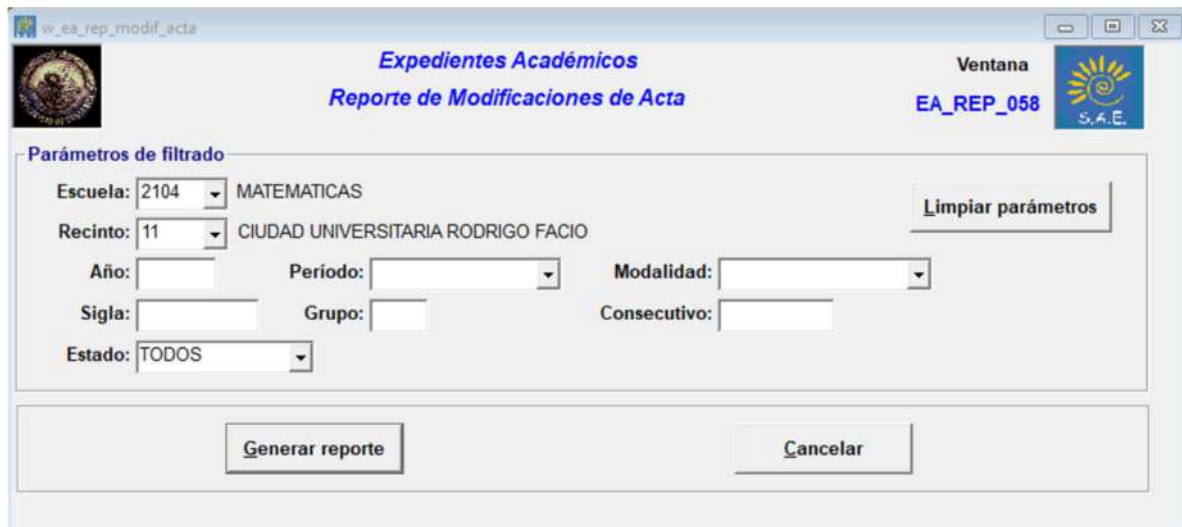 w_ea_rep_modif_acta
Expedientes Académicos
Ventana
Reporte de Modificaciones de Acta
EA_REP_058
S.A.E.
Parámetros de filtrado
Escuela: 2104 MATEMATICAS
Limpiar parámetros
Recinto: 11 CIUDAD UNIVERSITARIA RODRIGO FACIO
Año: Período: Modalidad:
Sigla: Grupo: Consecutivo:
Estado: TODOS
Generar reporte Cancelar